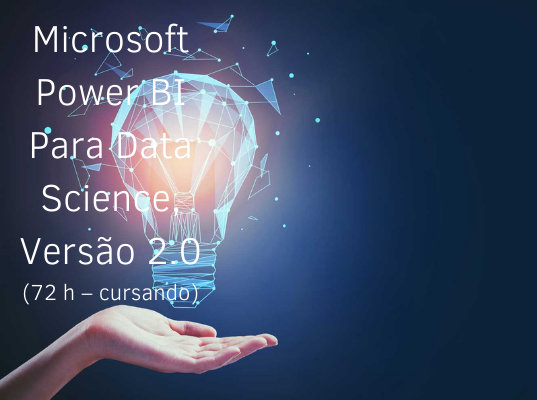 Microsoft
Power BI
Para Data
Science,
Versão 2.0
(72 h – cursando)